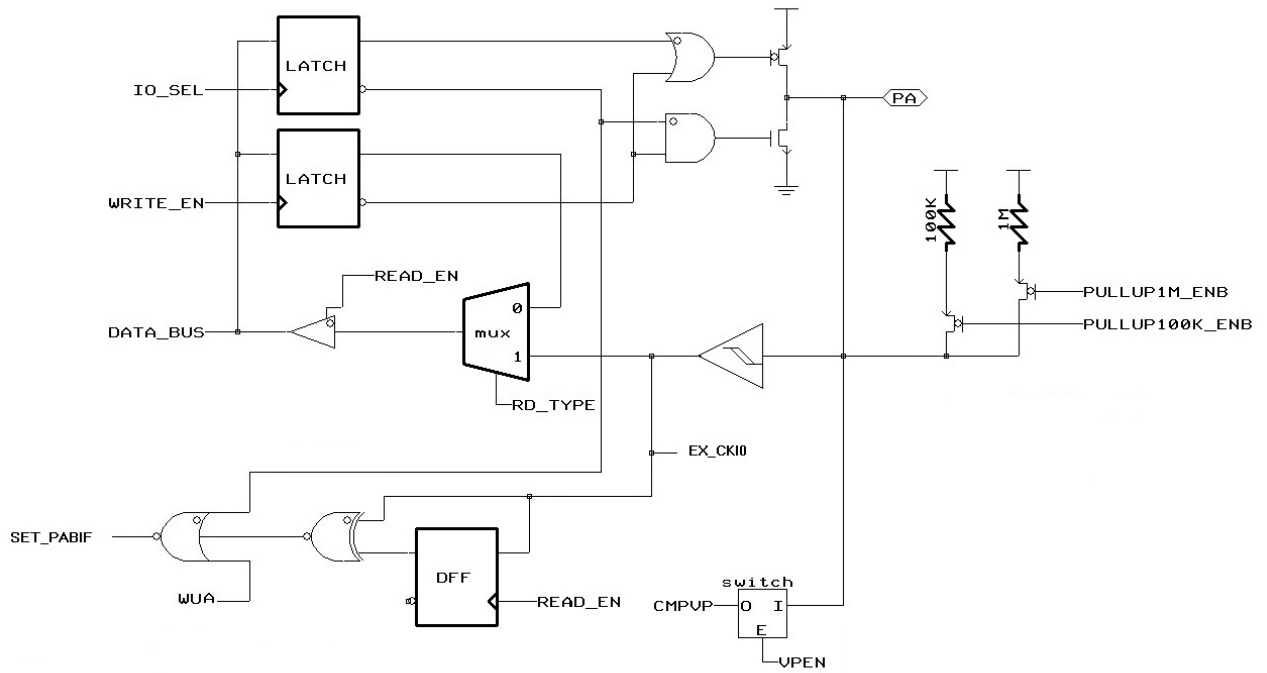 LATCH
IO_SEL
PA
LATCH
WRITE_EN
100K
1M
READ_EN
PULLUP1M_ENB
0
PULLUP100K_ENB
DATA_BUS
mux
1
RD_TYPE
EX_CKI0
SET_PABIF
DFF
switch
WUA
READ_EN
CMPVP
O I
E
VPEN